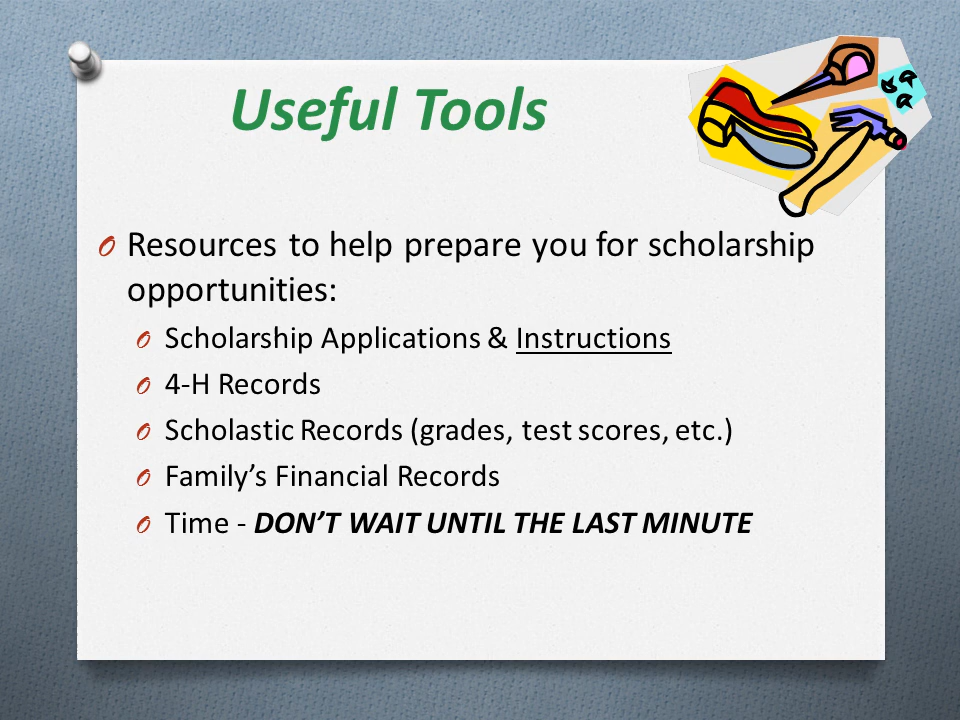 Useful Tools
Resources to help prepare you for scholarship
opportunities:
Scholarship Applications & Instructions
4-H Records
Scholastic Records (grades, test scores, etc.)
Family’s Financial Records
Time - DON’T WAIT UNTIL THE LAST MINUTE